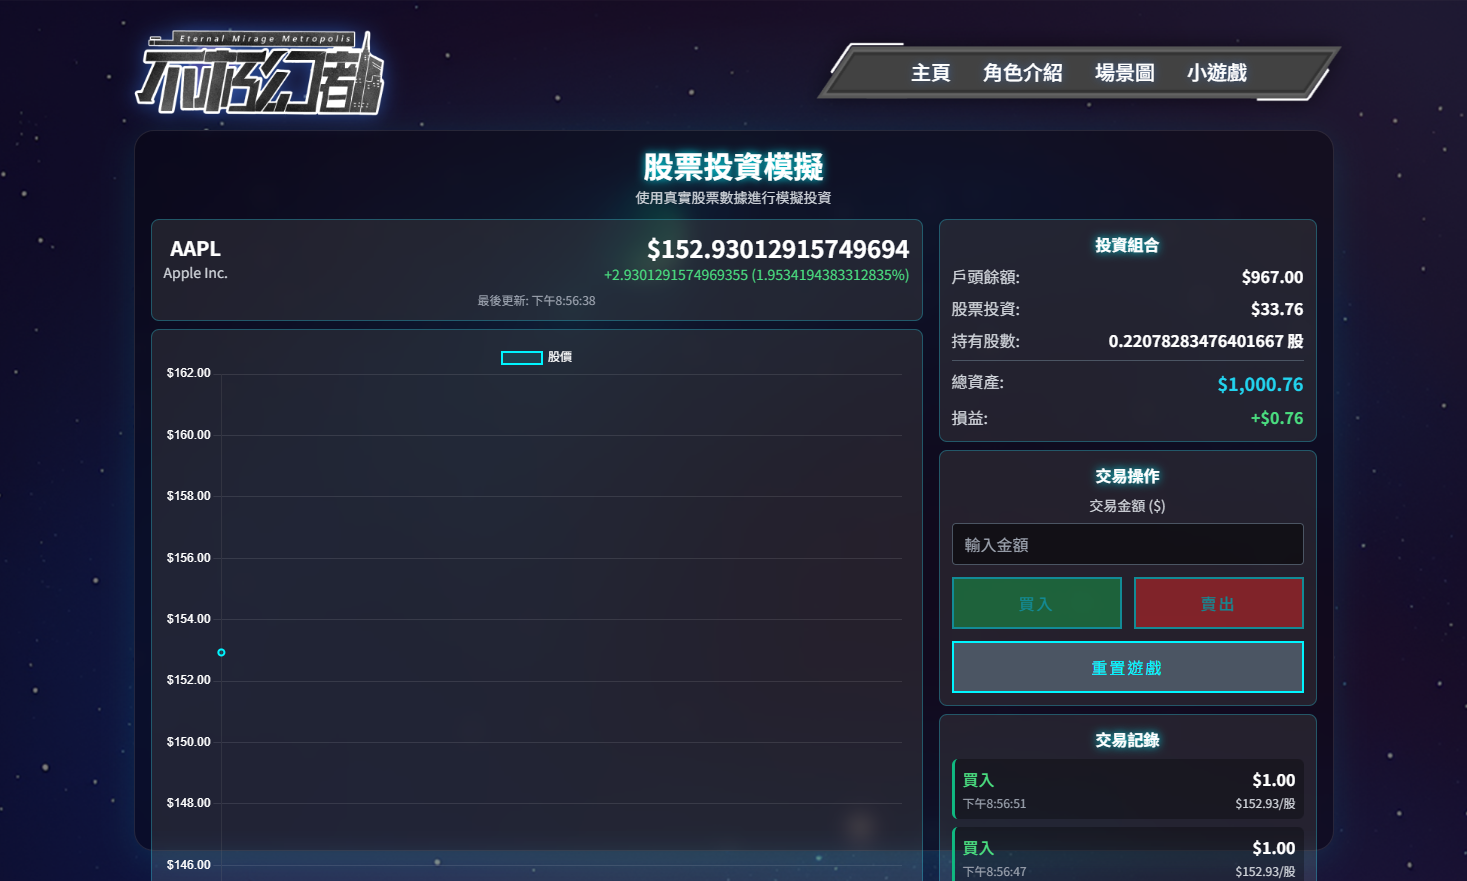 Eternal Mirage Metropolis
不朽幻者
主頁 角色介紹 場景圖 小遊戲
股票投資模擬
使用真實股票數據進行模擬投資
AAPL
$152.93012915749694
Apple Inc.
+2.9301291574969355 (1.9534194383312835%)
最後更新: 下午8:56:38
股價
$162.00
$160.00
$158.00
$156.00
$154.00
$152.00
$150.00
$148.00
$146.00
投資組合
戶頭餘額: $967.00
股票投資: $33.76
持有股數: 0.22078283476401667 股
總資產: $1,000.76
損益: +$0.76
交易操作
交易金額 ($)
輸入金額
買入 賣出
重置遊戲
交易記錄
買入 $1.00
下午8:56:51 $152.93/股
買入 $1.00
下午8:56:47 $152.93/股